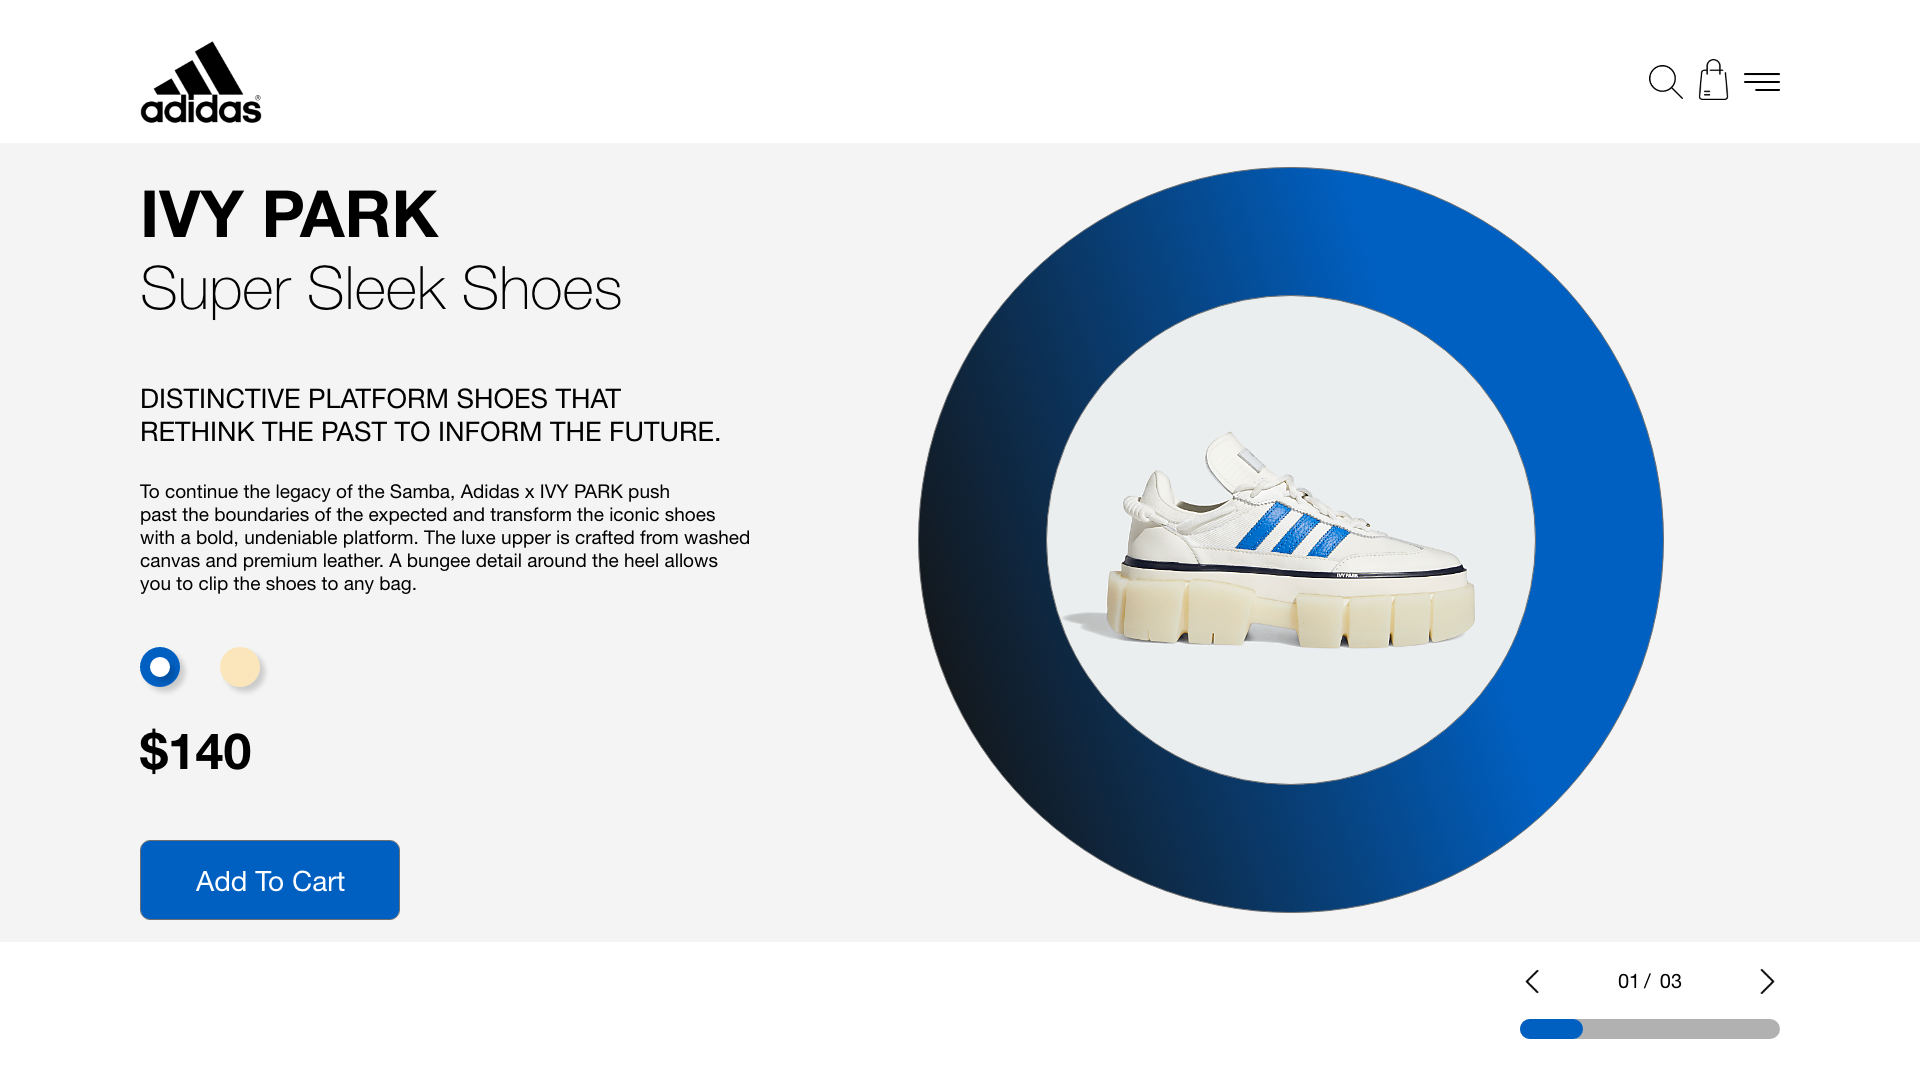 adidas®
IVY PARK
Super Sleek Shoes
DISTINCTIVE PLATFORM SHOES THAT
RETHINK THE PAST TO INFORM THE FUTURE.
To continue the legacy of the Samba, Adidas x IVY PARK push
past the boundaries of the expected and transform the iconic shoes
with a bold, undeniable platform. The luxe upper is crafted from washed
canvas and premium leather. A bungee detail around the heel allows
you to clip the shoes to any bag.
IVY PARK
$140
Add To Cart
01 / 03